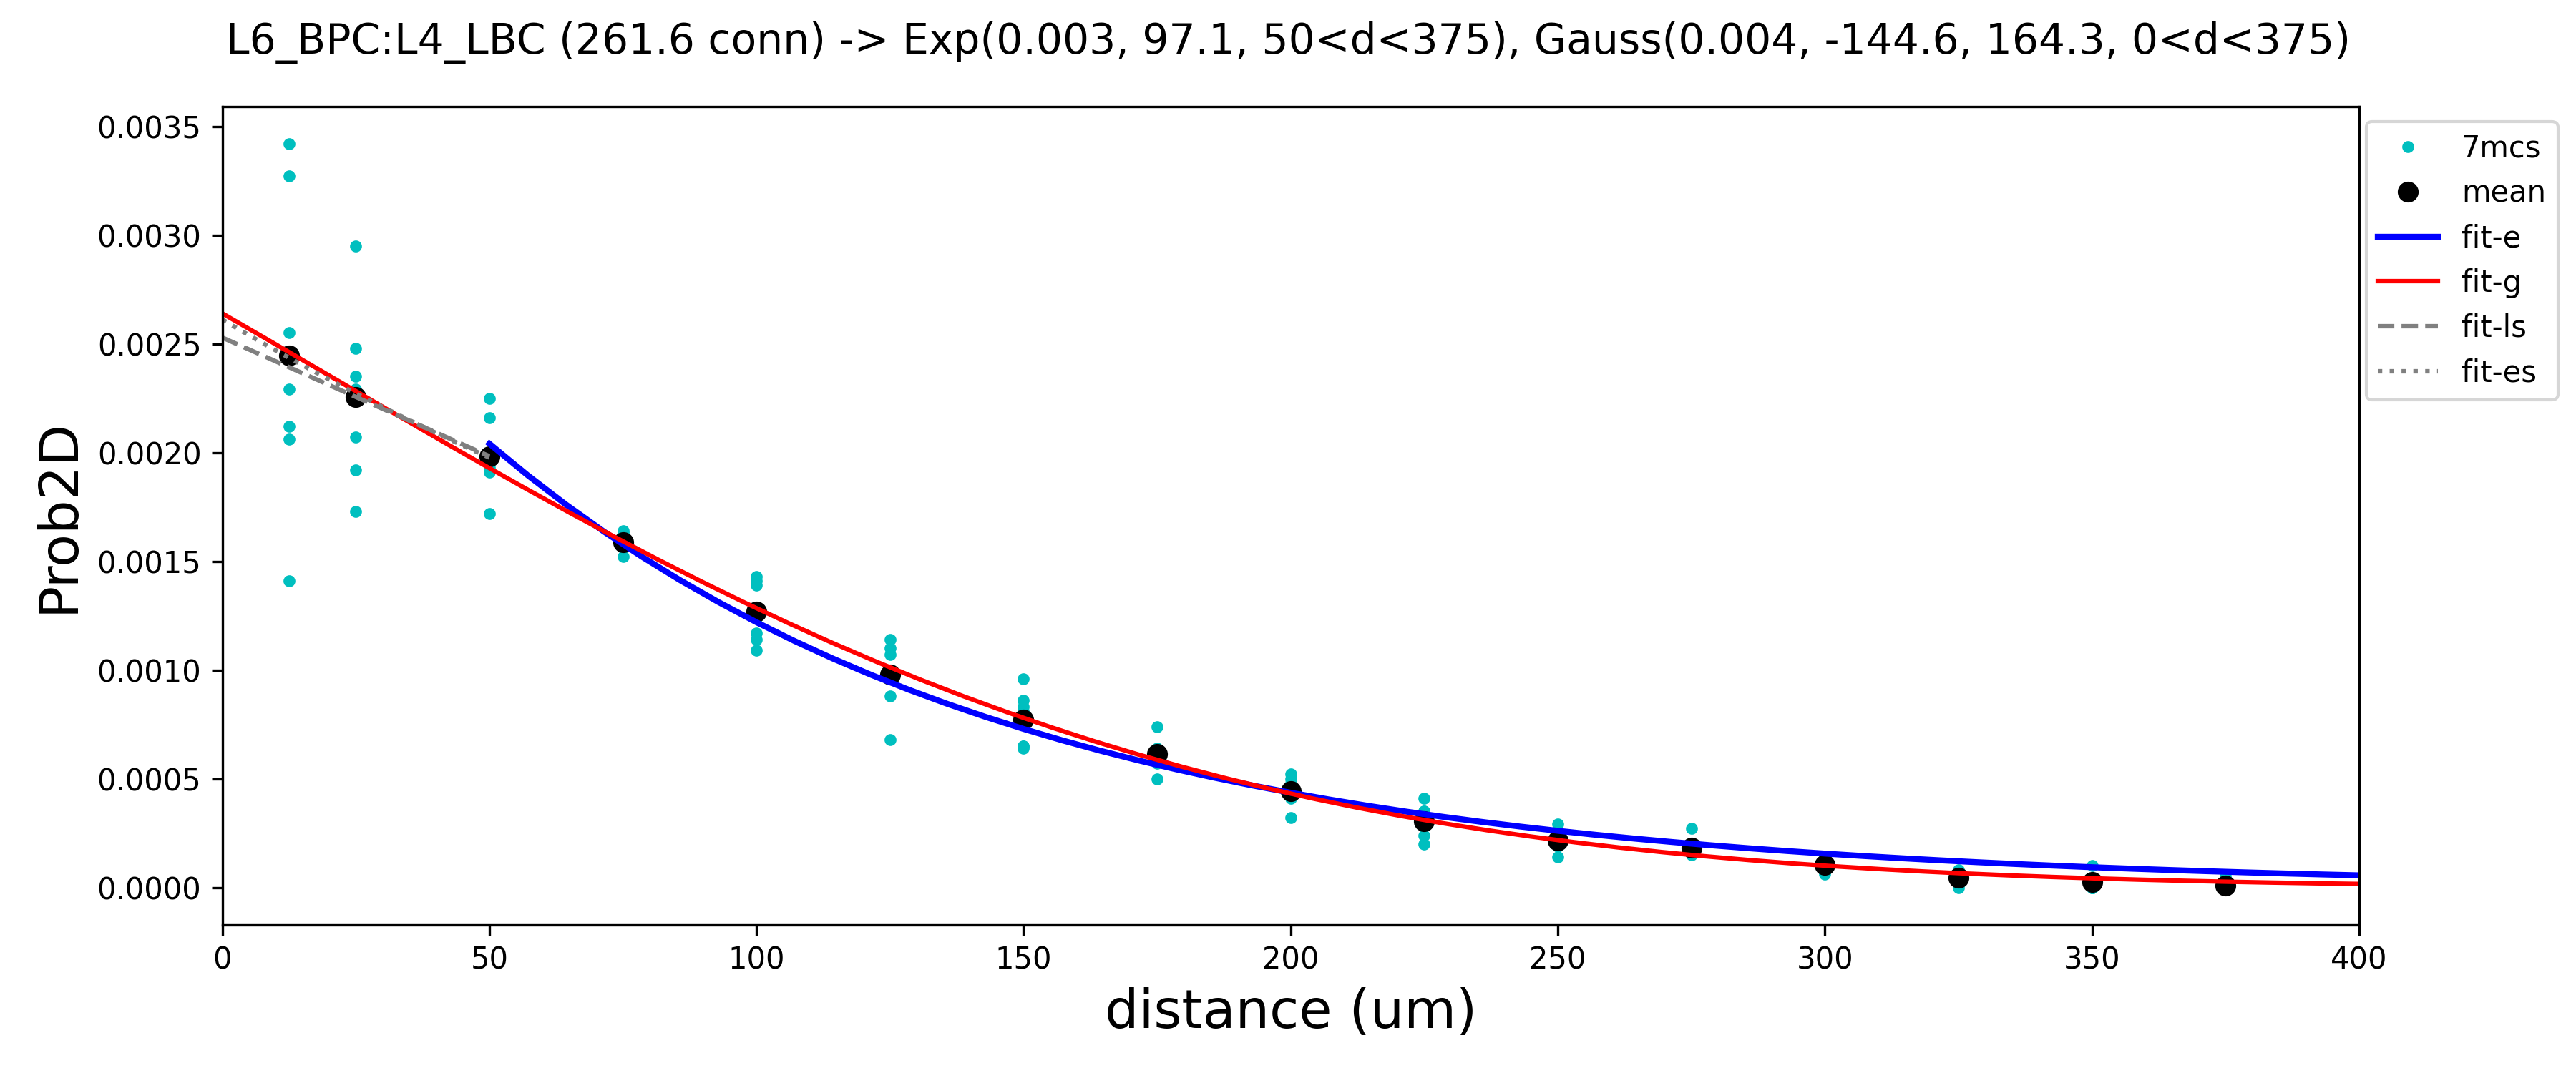 L6_BPC:L4_LBC (261.6 conn) -> Exp(0.003, 97.1, 50<d<375), Gauss(0.004, -144.6, 164.3, 0<d<375)
Prob2D
0.0035
0.0030
0.0025
0.0020
0.0015
0.0010
0.0005
0.0000
0 50 100 150 200 250 300 350 400
distance (um)
7mcs
mean
fit-e
fit-g
fit-ls
fit-es